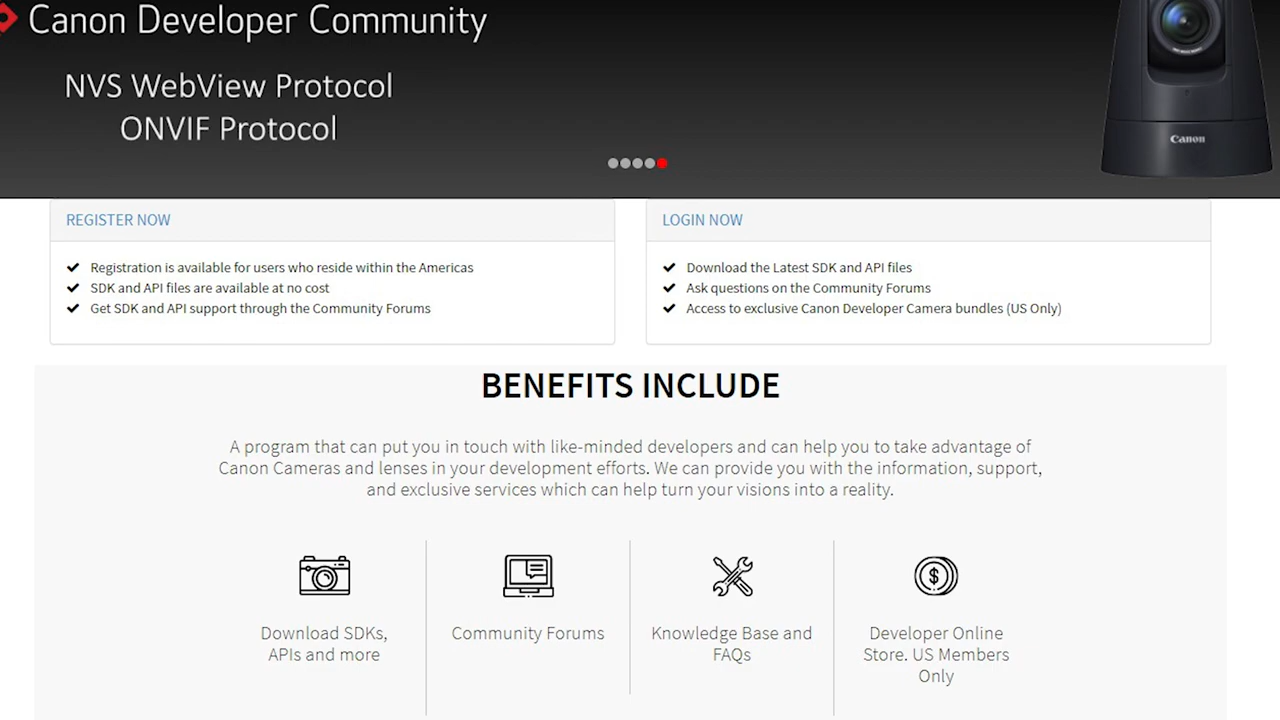 Canon Developer Community
NVS WebView Protocol
ONVIF Protocol
Canon
REGISTER NOW
Registration is available for users who reside within the Americas
SDK and API files are available at no cost
Get SDK and API support through the Community Forums
LOGIN NOW
Download the Latest SDK and API files
Ask questions on the Community Forums
Access to exclusive Canon Developer Camera bundles (US Only)
BENEFITS INCLUDE
A program that can put you in touch with like-minded developers and can help you to take advantage of
Canon Cameras and lenses in your development efforts. We can provide you with the information, support,
and exclusive services which can help turn your visions into a reality.
Download SDKs,
APIs and more
Community Forums
Knowledge Base and
FAQs
Developer Online
Store. US Members
Only